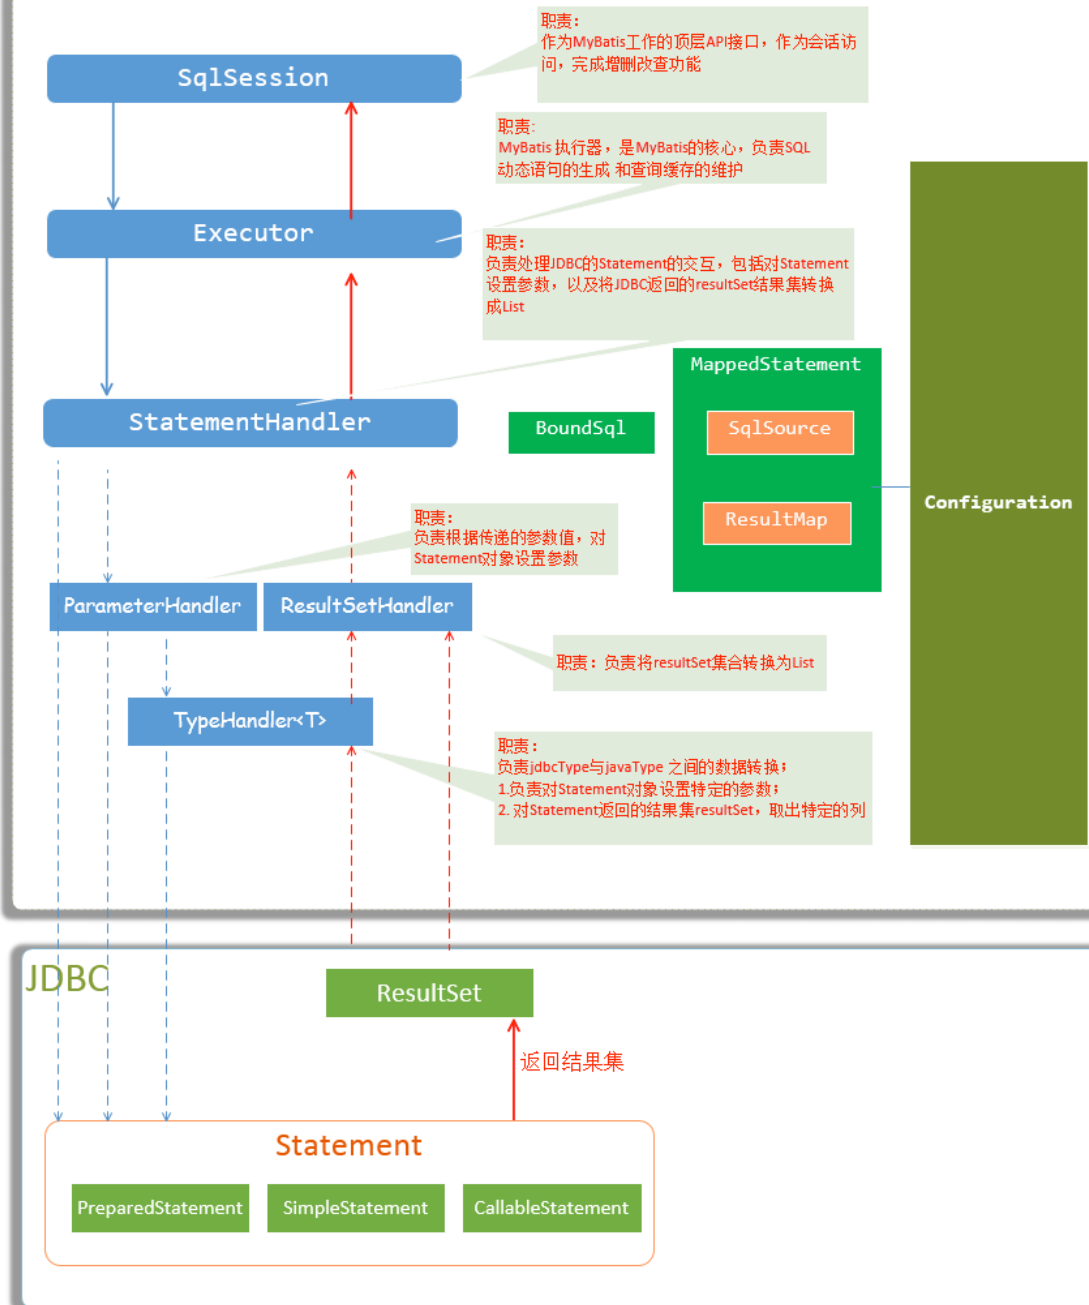 职责：
作为MyBatis工作的顶层API接口，作为会话访
问，完成增删改查功能
SqlSession
职责:
MyBatis 执行器，是MyBatis的核心，负责SQL
动态语句的生成 和查询缓存的维护
Executor
职责：
负责处理JDBC的Statement的交互，包括对Statement
设置参数，以及将JDBC返回的resultSet结果集转换
成List
MappedStatement
StatementHandler
BoundSql
SqlSource
Configuration
ResultMap
职责：
负责根据传递的参数值，对
Statement对象设置参数
ParameterHandler
ResultSetHandler
职责：负责将resultSet集合转换为List
TypeHandler<T>
职责：
负责jdbcType与javaType 之间的数据转换；
1.负责对Statement对象设置特定的参数；
2. 对Statement返回的结果集resultSet，取出特定的列
JDBC
ResultSet
返回结果集
Statement
PreparedStatement
SimpleStatement
CallableStatement